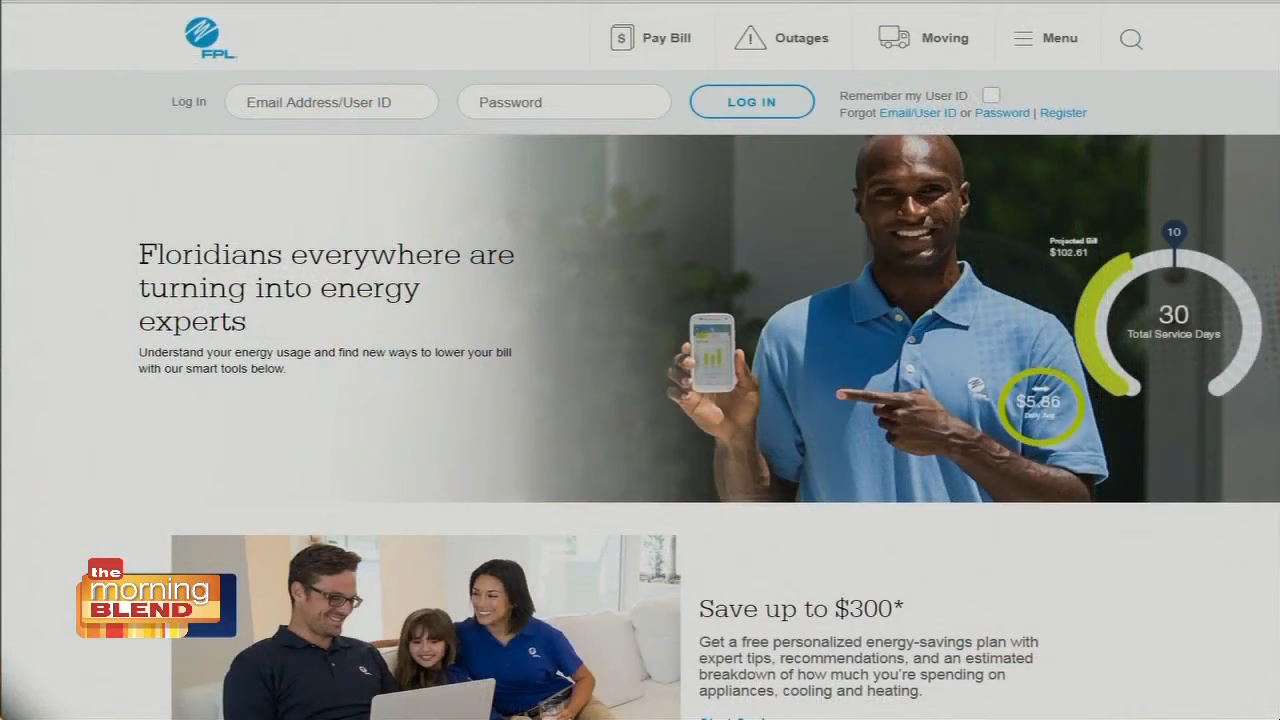 FPL.
Pay Bill
Outages
Moving
Menu
Log In
Email Address/User ID
Password
LOG IN
Remember my User ID
Forgot Email/User ID or Password | Register
Floridians everywhere are
turning into energy
experts
Understand your energy usage and find new ways to lower your bill
with our smart tools below.
Projected Bill
$102.61
10
30
Total Service Days
$5.86
Daily Avg
the
morning
BLEND
Save up to $300*
Get a free personalized energy-savings plan with
expert tips, recommendations, and an estimated
breakdown of how much you're spending on
appliances, cooling and heating.